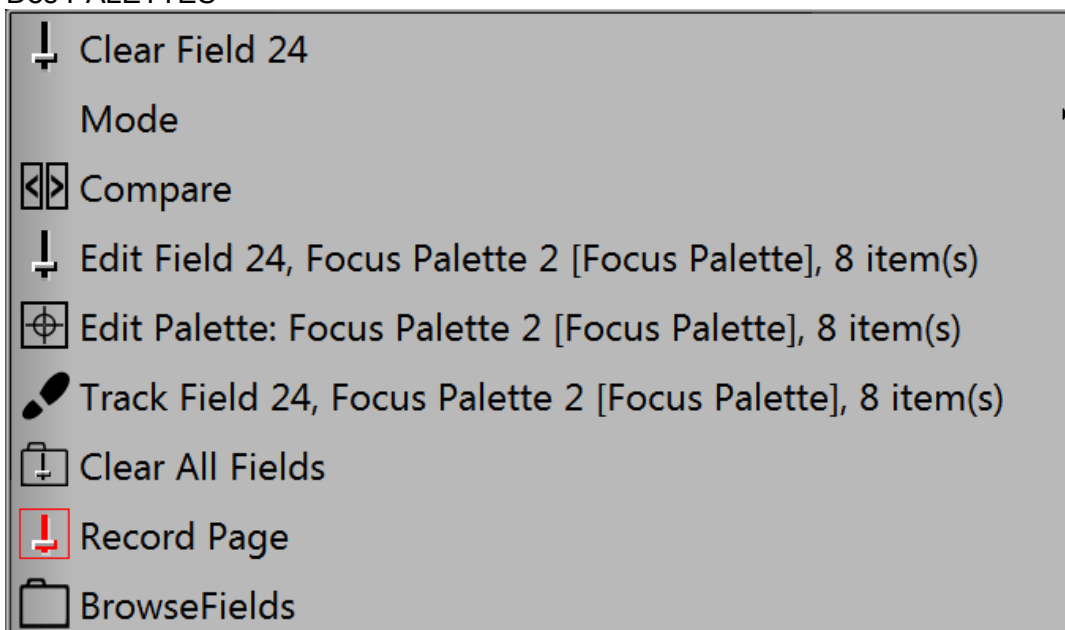 Clear Field 24
Mode
Compare
Edit Field 24, Focus Palette 2 [Focus Palette], 8 item(s)
Edit Palette: Focus Palette 2 [Focus Palette], 8 item(s)
Track Field 24, Focus Palette 2 [Focus Palette], 8 item(s)
Clear All Fields
Record Page
BrowseFields